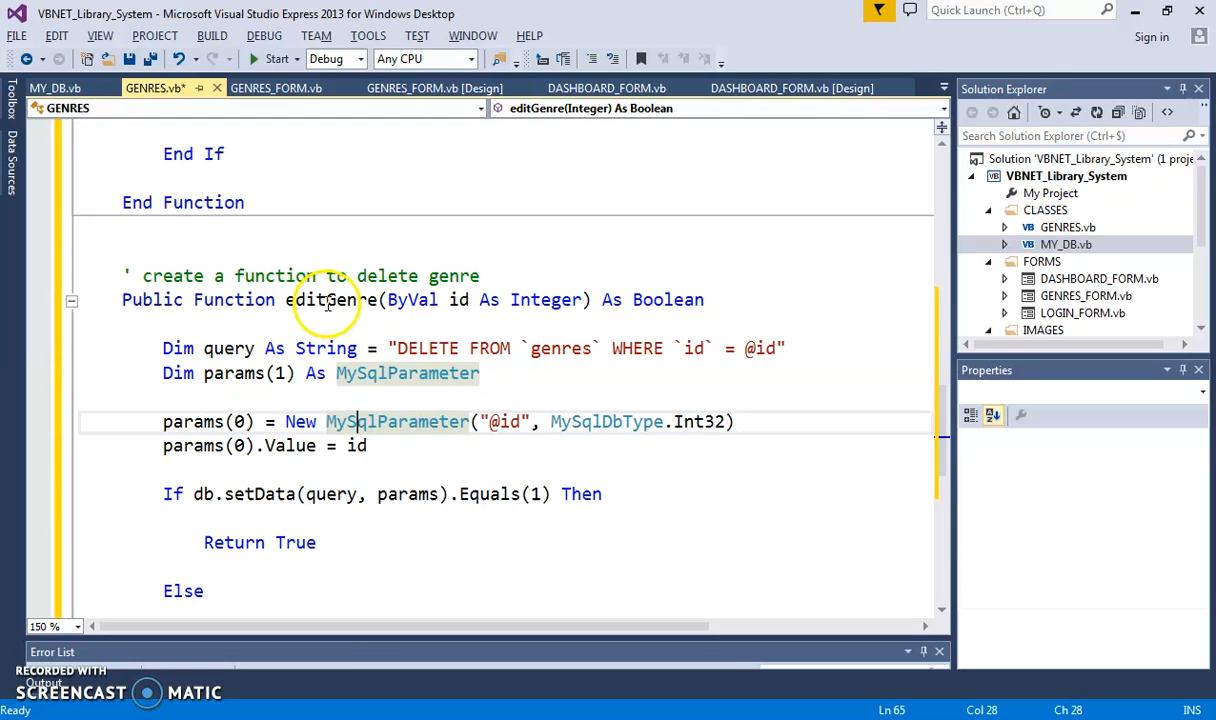 VBNET_Library_System - Microsoft Visual Studio Express 2013 for Windows Desktop
Quick Launch (Ctrl+Q)
FILE EDIT VIEW PROJECT BUILD DEBUG TEAM TOOLS TEST WINDOW HELP
Sign in
Start Debug Any CPU
Toolbox
Data Sources
MY_DB.vb GENRES.vb* GENRES_FORM.vb GENRES_FORM.vb [Design] DASHBOARD_FORM.vb DASHBOARD_FORM.vb [Design]
GENRES editGenre(Integer) As Boolean
End If
End Function
' create a function to delete genre
Public Function editGenre(ByVal id As Integer) As Boolean
Dim query As String = "DELETE FROM `genres` WHERE `id` = @id"
Dim params(1) As MySqlParameter
params(0) = New MySqlParameter("@id", MySqlDbType.Int32)
params(0).Value = id
If db.setData(query, params).Equals(1) Then
Return True
Else
150 %
Error List
Output
Solution Explorer
Search Solution Explorer (Ctrl+$)
Solution 'VBNET_Library_System' (1 proje
VBNET_Library_System
My Project
CLASSES
GENRES.vb
MY_DB.vb
FORMS
DASHBOARD_FORM.vb
GENRES_FORM.vb
LOGIN_FORM.vb
IMAGES
Properties
RECORDED WITH
SCREENCAST MATIC
Ln 65 Col 28 Ch 28 INS